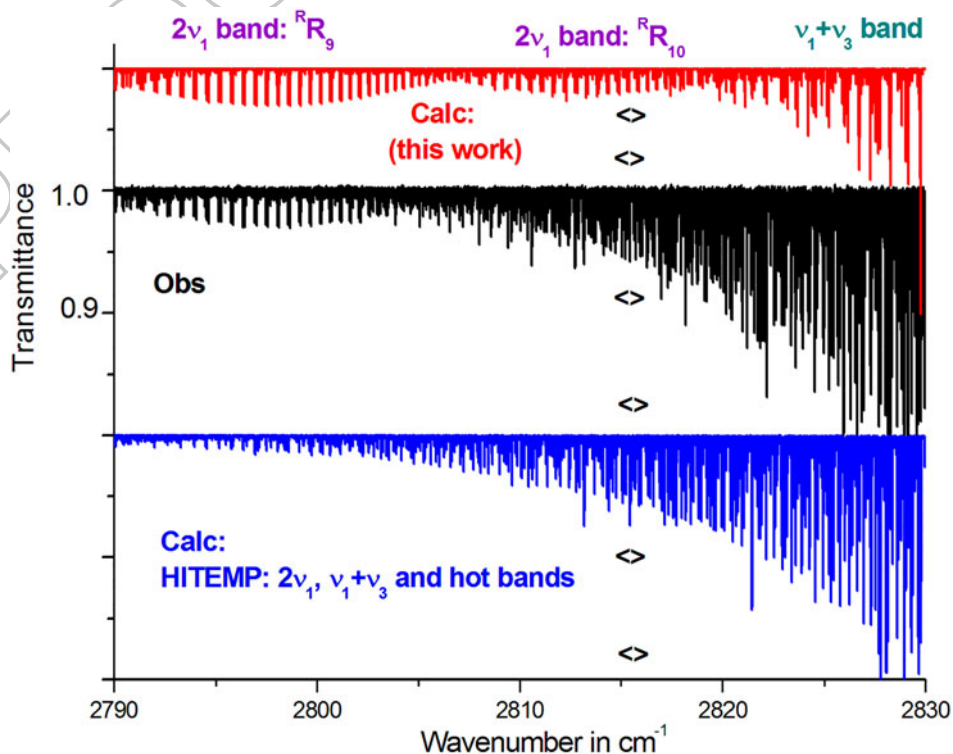 2ν₁ band: ᴿR₉ 2ν₁ band: ᴿR₁₀ ν₁+ν₃ band
Calc:
(this work)
<>
<>
1.0
Obs
<>
0.9
Transmittance
<>
Calc:
HITEMP: 2ν₁, ν₁+ν₃ and hot bands
<>
<>
2790 2800 2810 2820 2830
Wavenumber in cm⁻¹